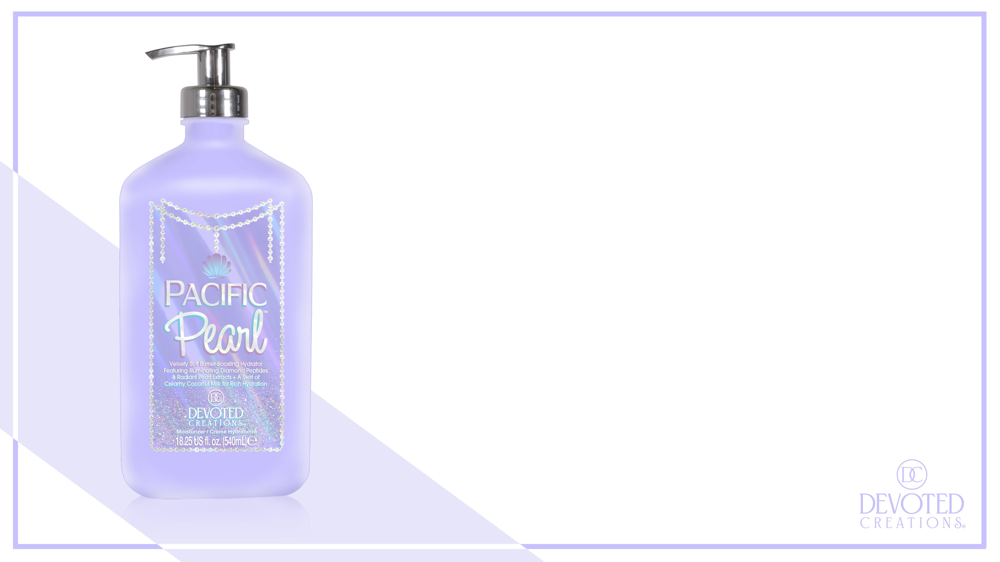 PACIFIC
Pearl™
Velvety Soft Barrier-Boosting Hydrator
Featuring Illuminating Diamond Peptides
& Radiant Pearl Extracts + A Swirl of
Creamy Coconut Milk for Rich Hydration
DC
DEVOTED
CREATIONS
Moisturizer / Crème Hydratante
18.25 US fl. oz. (540mL)℮
DC
DEVOTED
CREATIONS®